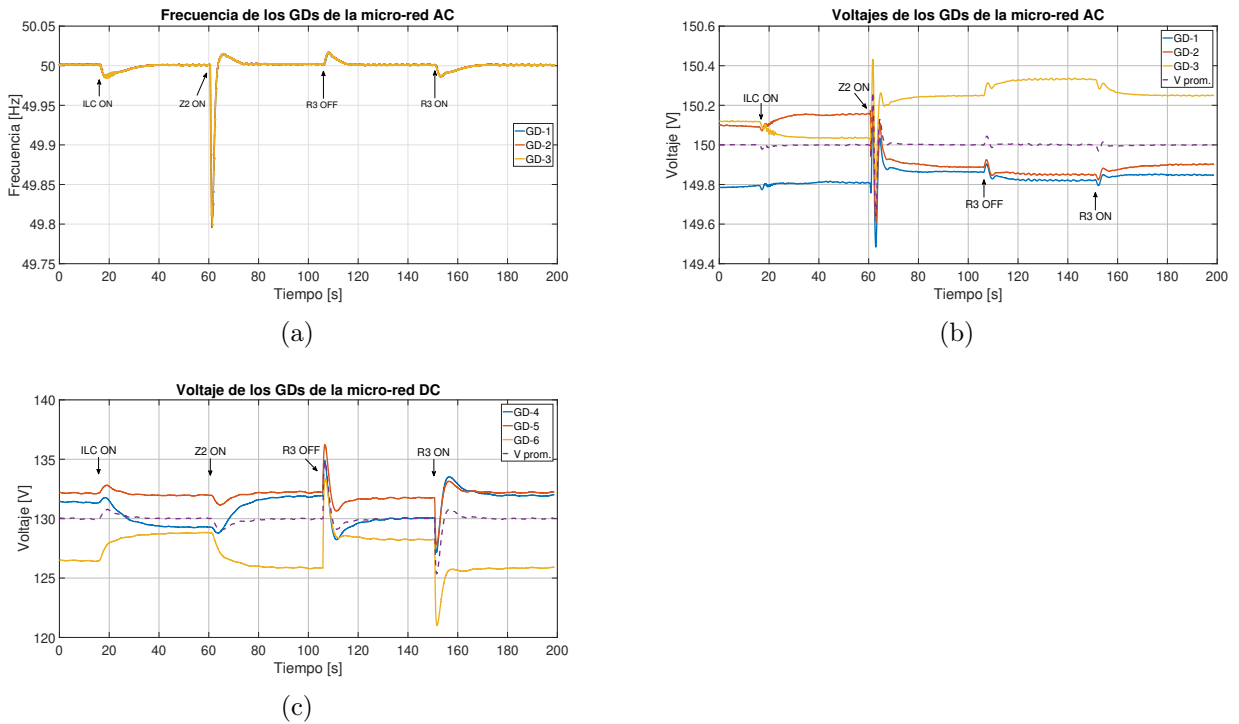 Frecuencia de los GDs de la micro-red AC
50.05
50
49.95
49.9
49.85
49.8
49.75
Frecuencia [Hz]
ILC ON
Z2 ON
R3 OFF
R3 ON
GD-1
GD-2
GD-3
0 20 40 60 80 100 120 140 160 180 200
Tiempo [s]
(a)
Voltajes de los GDs de la micro-red AC
150.6
150.4
150.2
150
149.8
149.6
149.4
Voltaje [V]
ILC ON
Z2 ON
R3 OFF
R3 ON
GD-1
GD-2
GD-3
V prom.
0 20 40 60 80 100 120 140 160 180 200
Tiempo [s]
(b)
Voltaje de los GDs de la micro-red DC
140
135
130
125
120
Voltaje [V]
ILC ON
Z2 ON
R3 OFF
R3 ON
GD-4
GD-5
GD-6
V prom.
0 20 40 60 80 100 120 140 160 180 200
Tiempo [s]
(c)